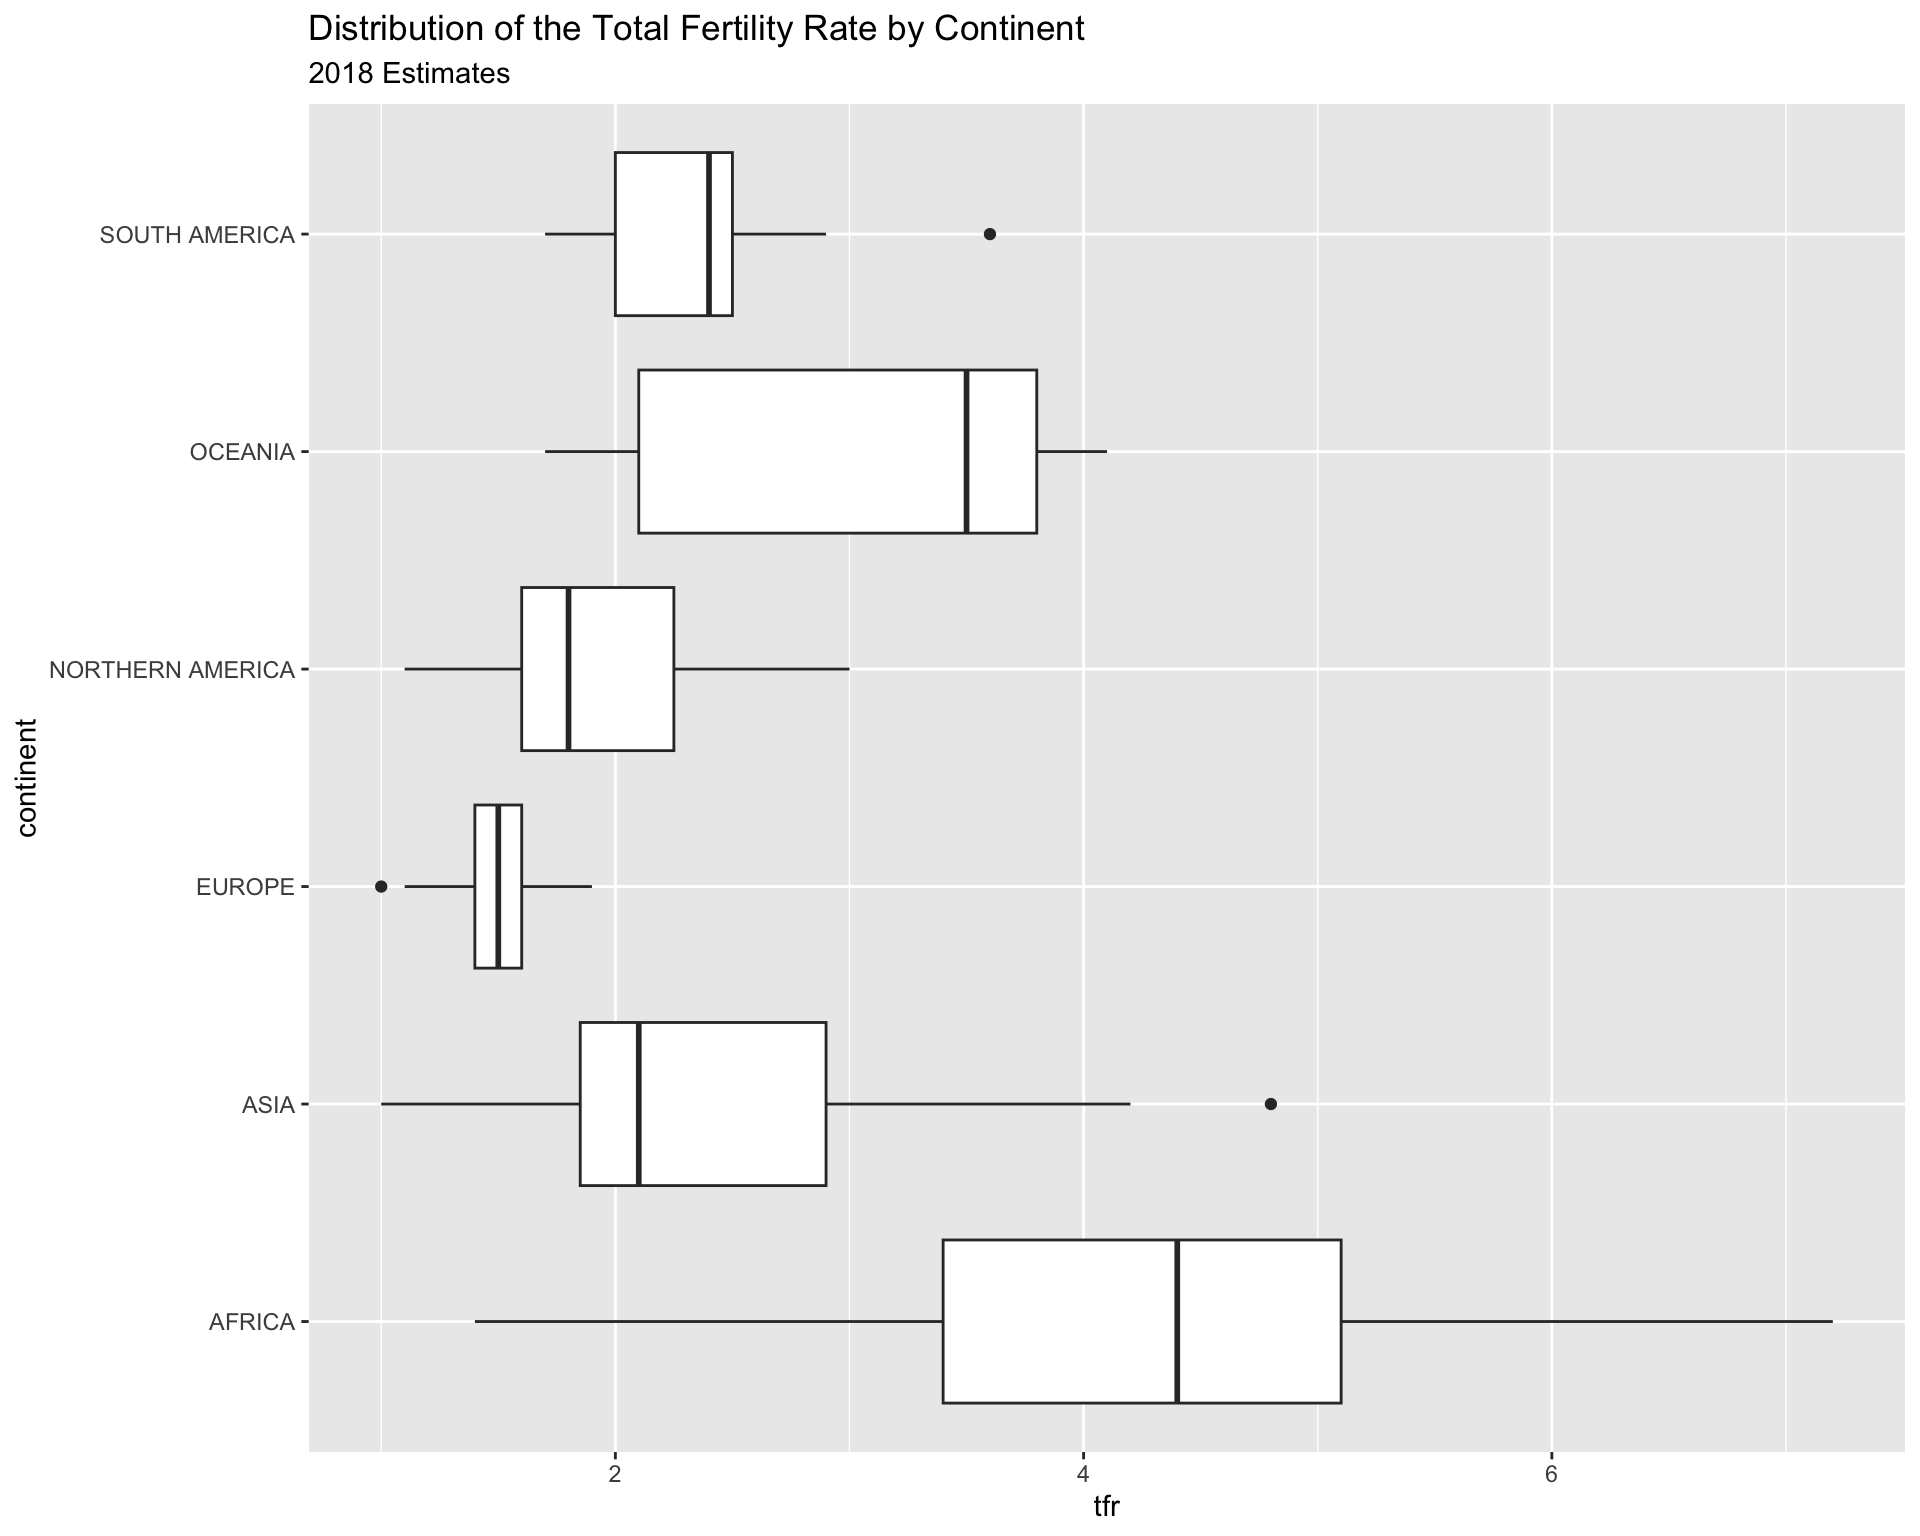 Distribution of the Total Fertility Rate by Continent
2018 Estimates
SOUTH AMERICA
OCEANIA
NORTHERN AMERICA
continent
EUROPE
ASIA
AFRICA
2 4 6
tfr